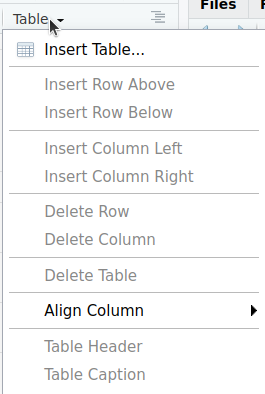 Table
Files
Insert Table...
Insert Row Above
Insert Row Below
Insert Column Left
Insert Column Right
Delete Row
Delete Column
Delete Table
Align Column
Table Header
Table Caption